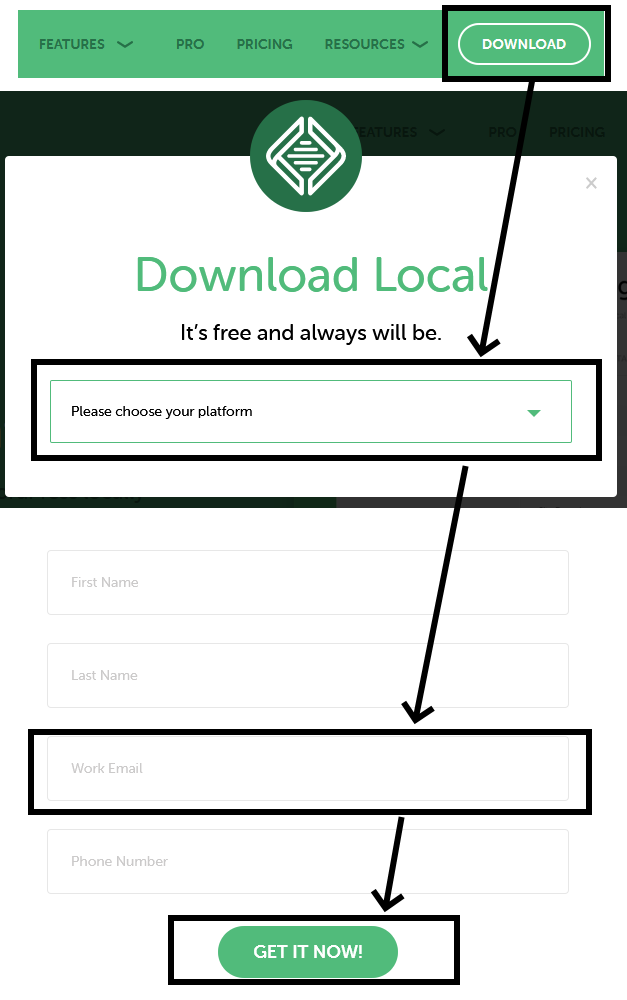 FEATURES PRO PRICING RESOURCES DOWNLOAD
FEATURES PRO PRICING
Download Local
It's free and always will be.
Please choose your platform
First Name
Last Name
Work Email
Phone Number
GET IT NOW!